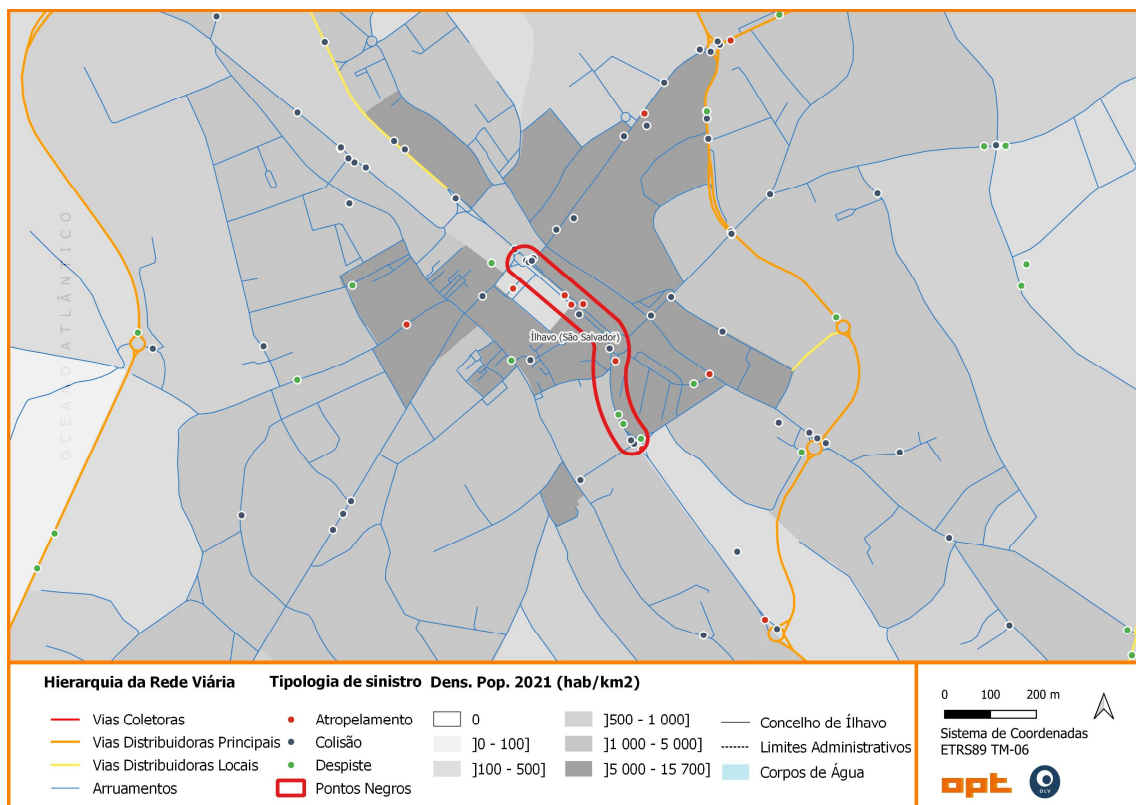 OCEANO ATLÂNTICO
Ílhavo (São Salvador)
Hierarquia da Rede Viária
Vias Coletoras
Vias Distribuidoras Principais
Vias Distribuidoras Locais
Arruamentos
Tipologia de sinistro
Atropelamento
Colisão
Despiste
Pontos Negros
Dens. Pop. 2021 (hab/km2)
0
]0 - 100]
]100 - 500]
]500 - 1 000]
]1 000 - 5 000]
]5 000 - 15 700]
Concelho de Ílhavo
Limites Administrativos
Corpos de Água
0 100 200 m
Sistema de Coordenadas
ETRS89 TM-06
opt
OLV